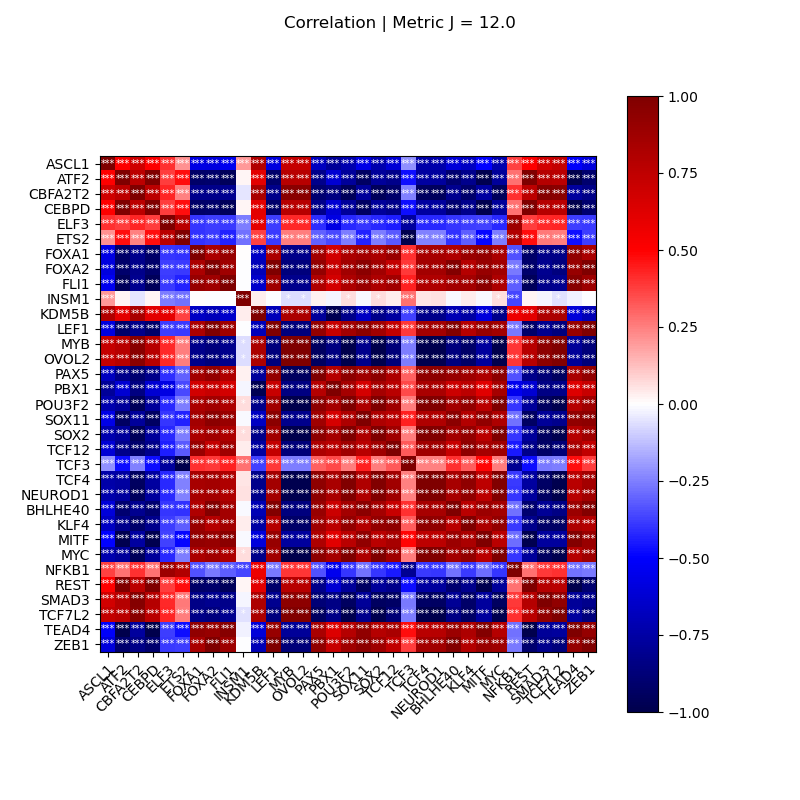 Correlation | Metric J = 12.0
ASCL1
ATF2
CBFA2T2
CEBPD
ELF3
ETS2
FOXA1
FOXA2
FLI1
INSM1
KDM5B
LEF1
MYB
OVOL2
PAX5
PBX1
POU3F2
SOX11
SOX2
TCF12
TCF3
TCF4
NEUROD1
BHLHE40
KLF4
MITF
MYC
NFKB1
REST
SMAD3
TCF7L2
TEAD4
ZEB1
ASCL1
ATF2
CBFA2T2
CEBPD
ELF3
ETS2
FOXA1
FOXA2
FLI1
INSM1
KDM5B
LEF1
MYB
OVOL2
PAX5
PBX1
POU3F2
SOX11
SOX2
TCF12
TCF3
TCF4
NEUROD1
BHLHE40
KLF4
MITF
MYC
NFKB1
REST
SMAD3
TCF7L2
TEAD4
ZEB1
1.00
0.75
0.50
0.25
0.00
−0.25
−0.50
−0.75
−1.00